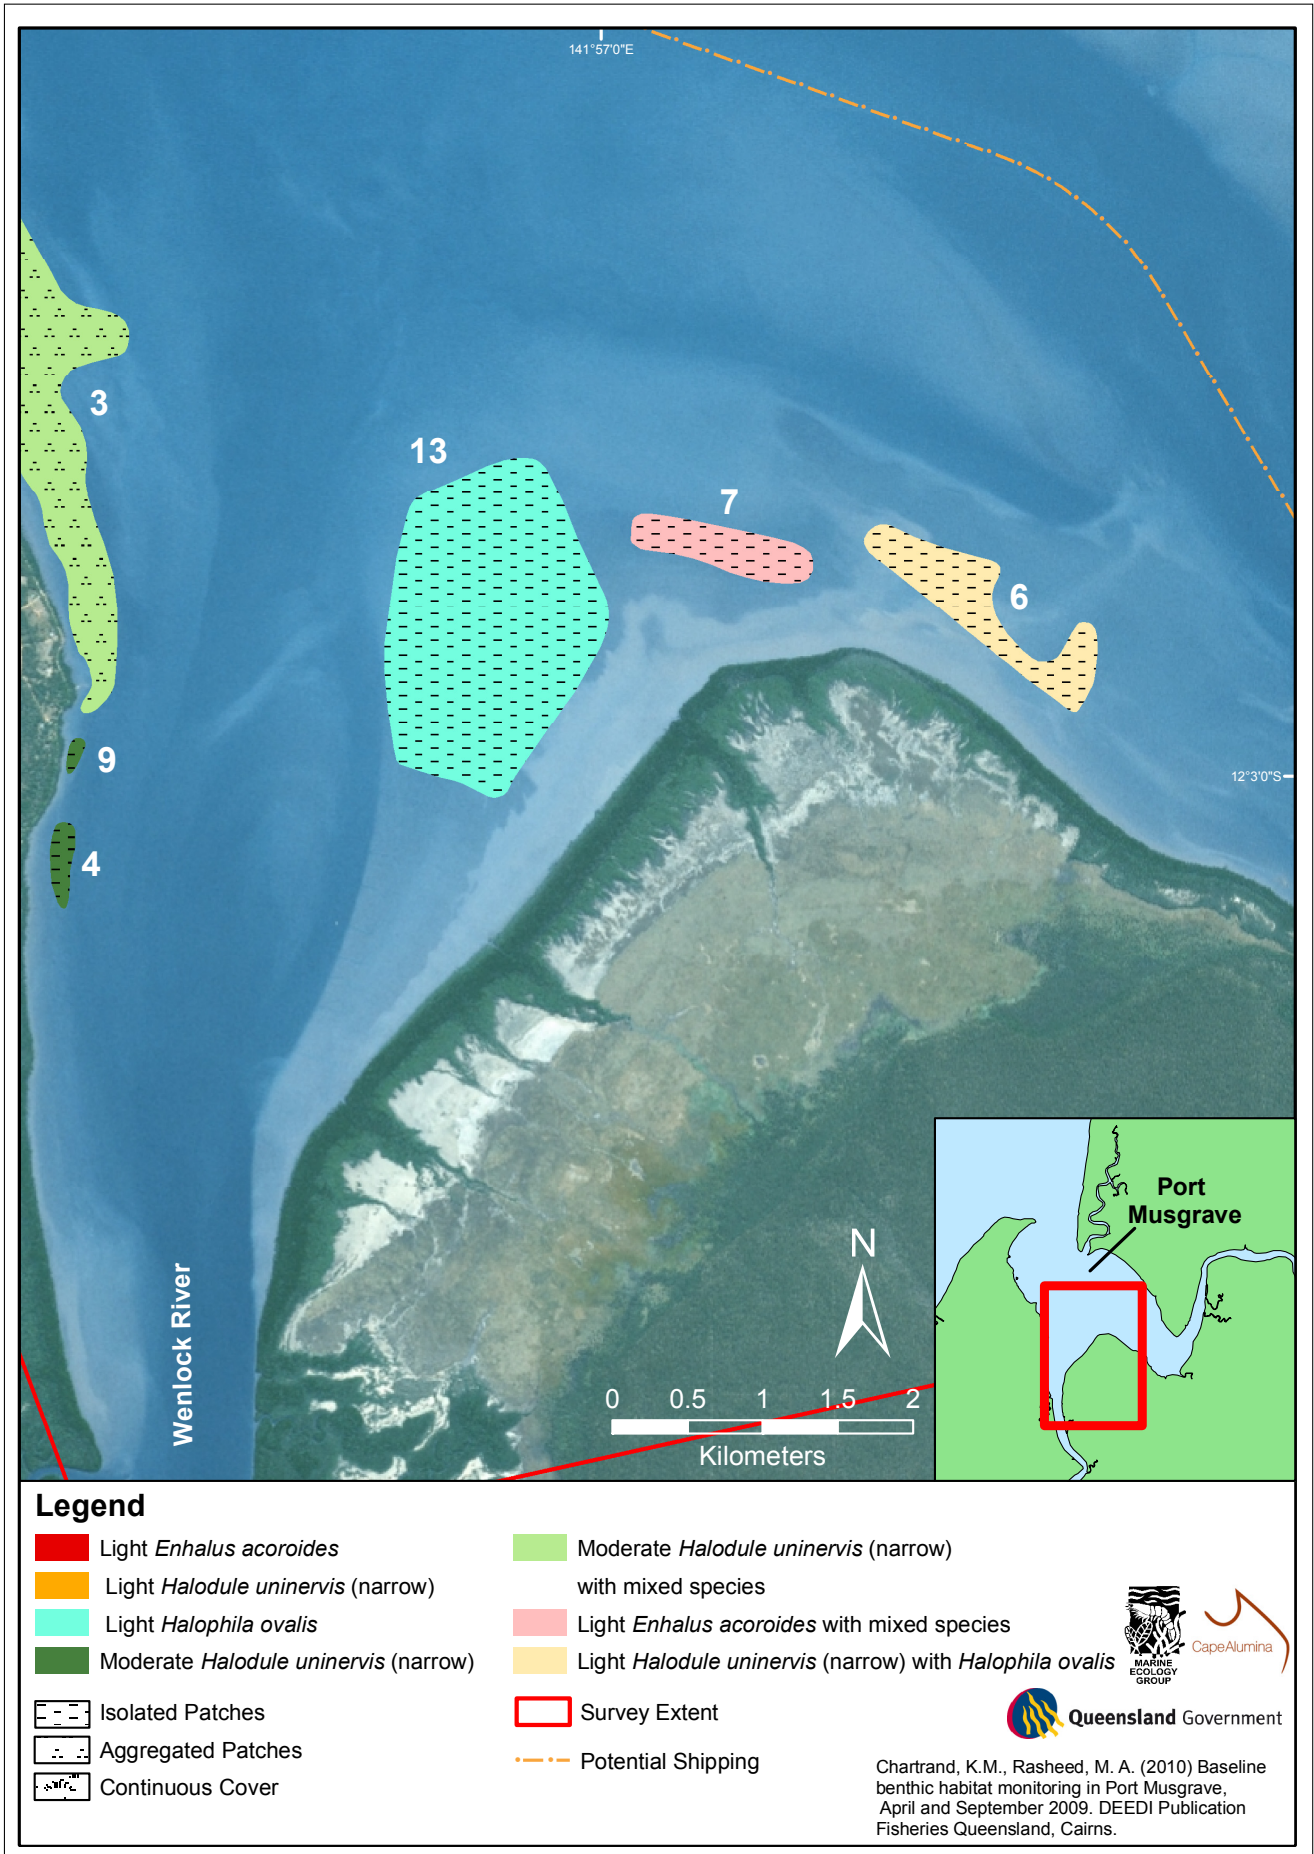 141°57'0"E
3
13
7
6
9
4
12°3'0"S
Wenlock River
N
0 0.5 1 1.5 2
Kilometers
Port
Musgrave
Legend
Light Enhalus acoroides
Light Halodule uninervis (narrow)
Light Halophila ovalis
Moderate Halodule uninervis (narrow)
Isolated Patches
Aggregated Patches
Continuous Cover
Moderate Halodule uninervis (narrow)
with mixed species
Light Enhalus acoroides with mixed species
Light Halodule uninervis (narrow) with Halophila ovalis
Survey Extent
Potential Shipping
MARINE
ECOLOGY
GROUP
CapeAlumina
Queensland Government
Chartrand, K.M., Rasheed, M. A. (2010) Baseline
benthic habitat monitoring in Port Musgrave,
April and September 2009. DEEDI Publication
Fisheries Queensland, Cairns.